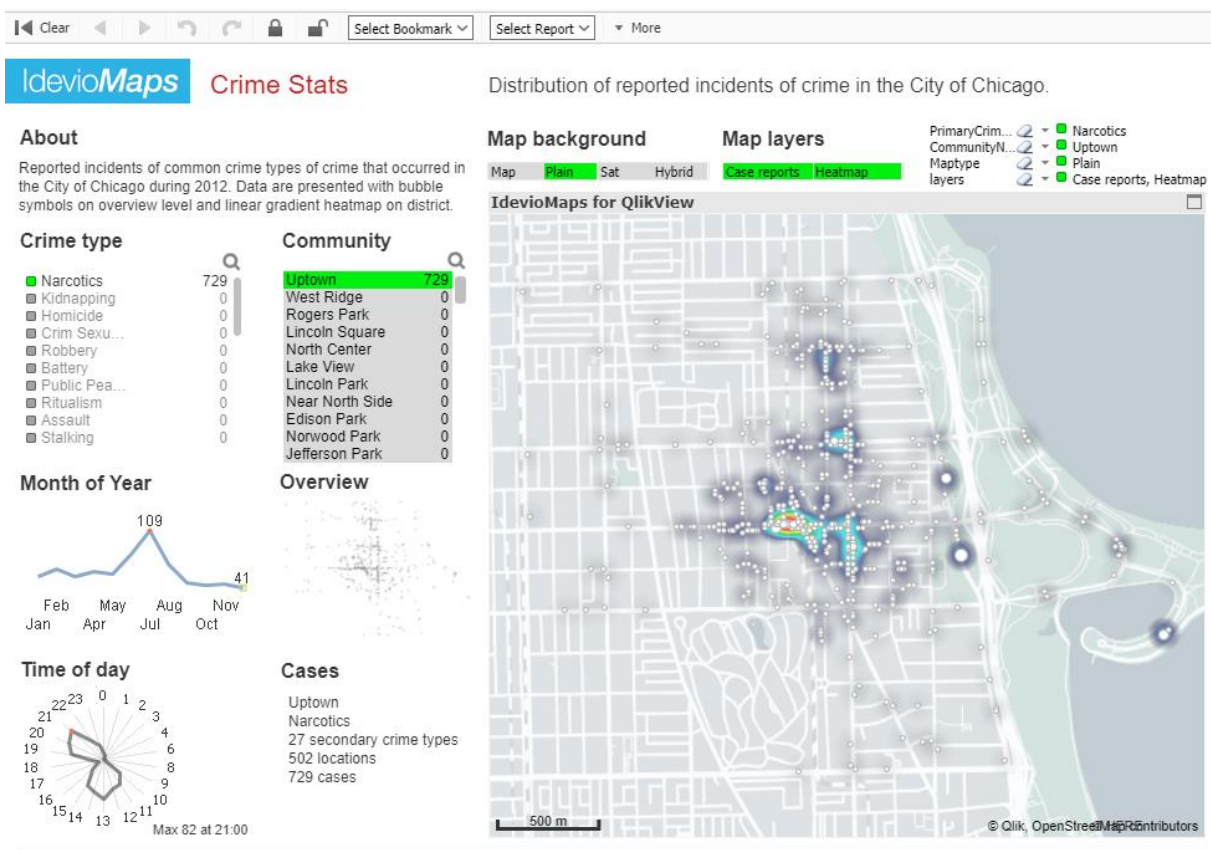 Clear
Select Bookmark
Select Report
More
IdevioMaps
Crime Stats
Distribution of reported incidents of crime in the City of Chicago.
About
Reported incidents of common crime types of crime that occurred in
the City of Chicago during 2012. Data are presented with bubble
symbols on overview level and linear gradient heatmap on district.
Map background
Map Plain Sat Hybrid
Map layers
Case reports Heatmap
PrimaryCrim... Narcotics
CommunityN... Uptown
Maptype Plain
layers Case reports, Heatmap
IdevioMaps for QlikView
Crime type
Narcotics 729
Kidnapping 0
Homicide 0
Crim Sexu... 0
Robbery 0
Battery 0
Public Pea... 0
Ritualism 0
Assault 0
Stalking 0
Community
Uptown 729
West Ridge 0
Rogers Park 0
Lincoln Square 0
North Center 0
Lake View 0
Lincoln Park 0
Near North Side 0
Edison Park 0
Norwood Park 0
Jefferson Park 0
Month of Year
109
41
Feb May Aug Nov
Jan Apr Jul Oct
Overview
Time of day
0 1 2 3 4 6 8 9 10 11 12 13 14 15 16 17 18 19 20 21 22 23
Max 82 at 21:00
Cases
Uptown
Narcotics
27 secondary crime types
502 locations
729 cases
500 m
© Qlik, OpenStreetMap contributors
© HERE